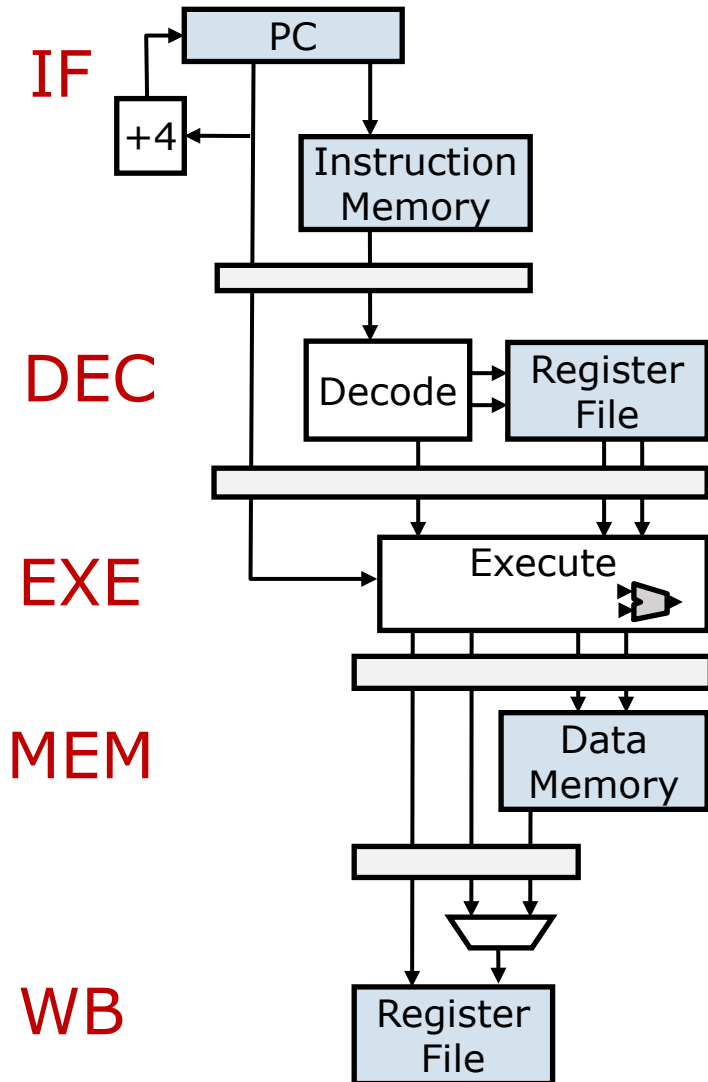 PC
IF
+4
Instruction
Memory
DEC
Decode
Register
File
EXE
Execute
MEM
Data
Memory
WB
Register
File